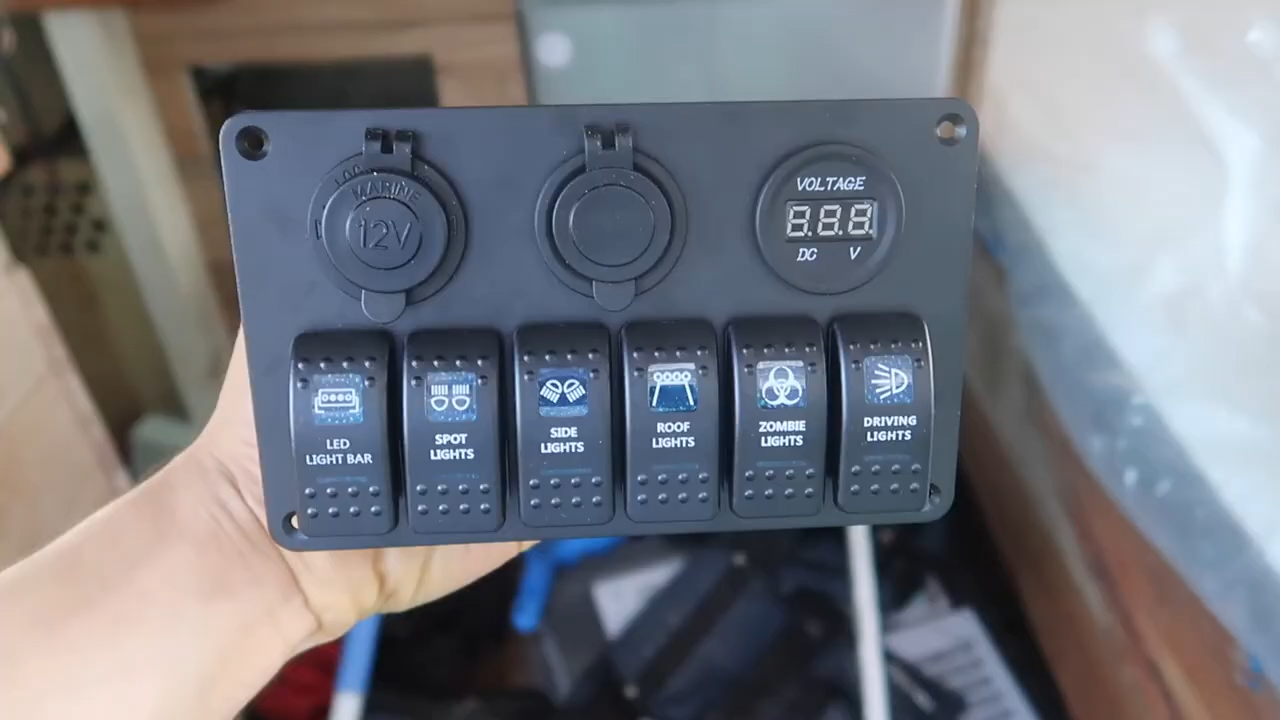 MARINE
12V
VOLTAGE
8.8.8
DC V
LED
LIGHT BAR
SPOT
LIGHTS
SIDE
LIGHTS
ROOF
LIGHTS
ZOMBIE
LIGHTS
DRIVING
LIGHTS